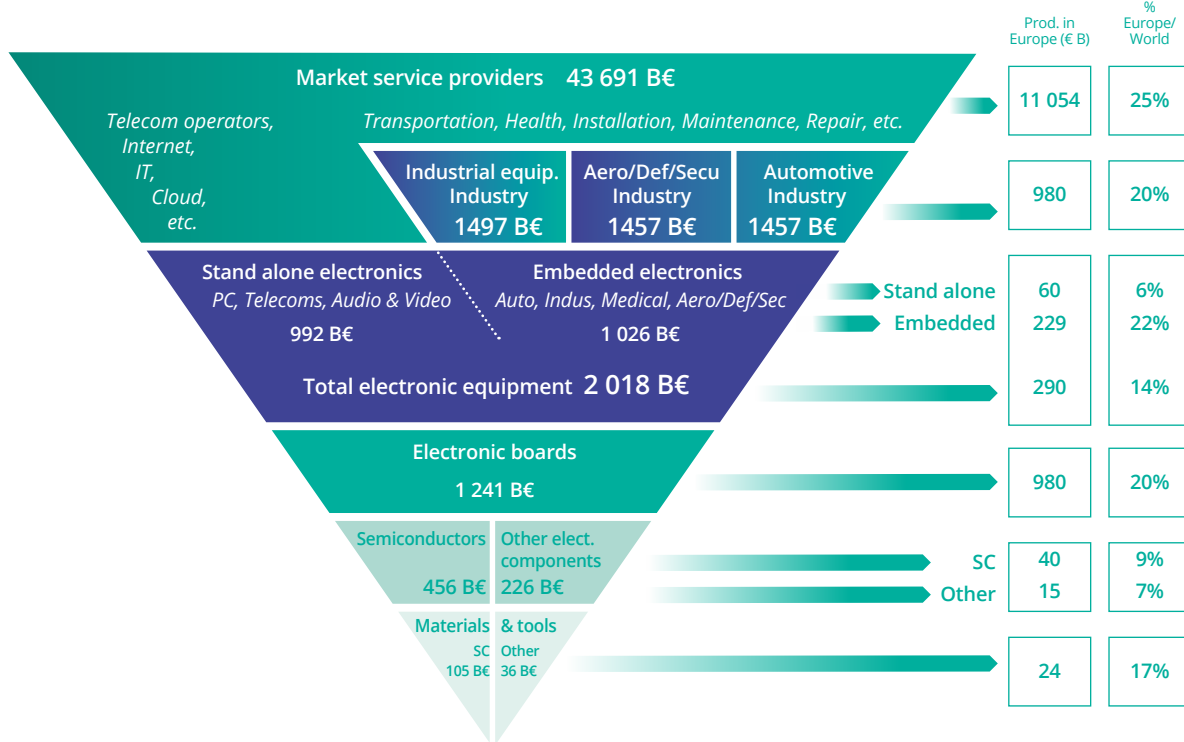 Prod. in
Europe (€ B)
%
Europe/
World
Market service providers 43 691 B€
11 054
25%
Telecom operators,
Internet,
IT,
Cloud,
etc.
Transportation, Health, Installation, Maintenance, Repair, etc.
Industrial equip.
Industry
1497 B€
Aero/Def/Secu
Industry
1457 B€
Automotive
Industry
1457 B€
980
20%
Stand alone electronics
PC, Telecoms, Audio & Video
992 B€
Embedded electronics
Auto, Indus, Medical, Aero/Def/Sec
1 026 B€
Stand alone
60
6%
Embedded
229
22%
Total electronic equipment 2 018 B€
290
14%
Electronic boards
1 241 B€
980
20%
Semiconductors
456 B€
Other elect.
components
226 B€
SC
40
9%
Other
15
7%
Materials & tools
SC
105 B€
Other
36 B€
24
17%